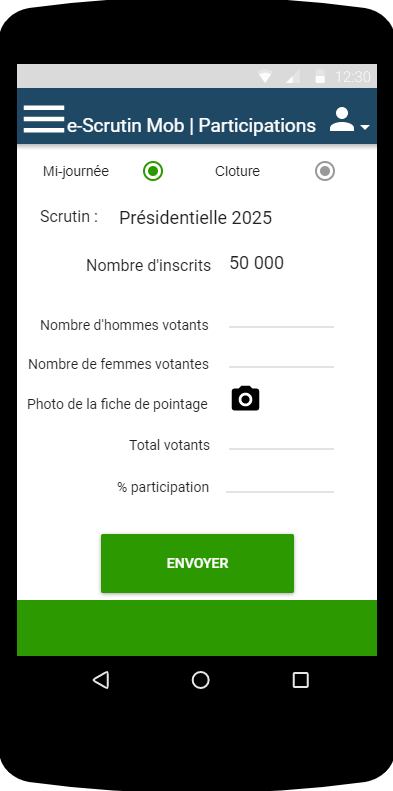 12:30
e-Scrutin Mob | Participations
Mi-journée Cloture
Scrutin : Présidentielle 2025
Nombre d'inscrits 50 000
Nombre d'hommes votants
Nombre de femmes votantes
Photo de la fiche de pointage
Total votants
% participation
ENVOYER